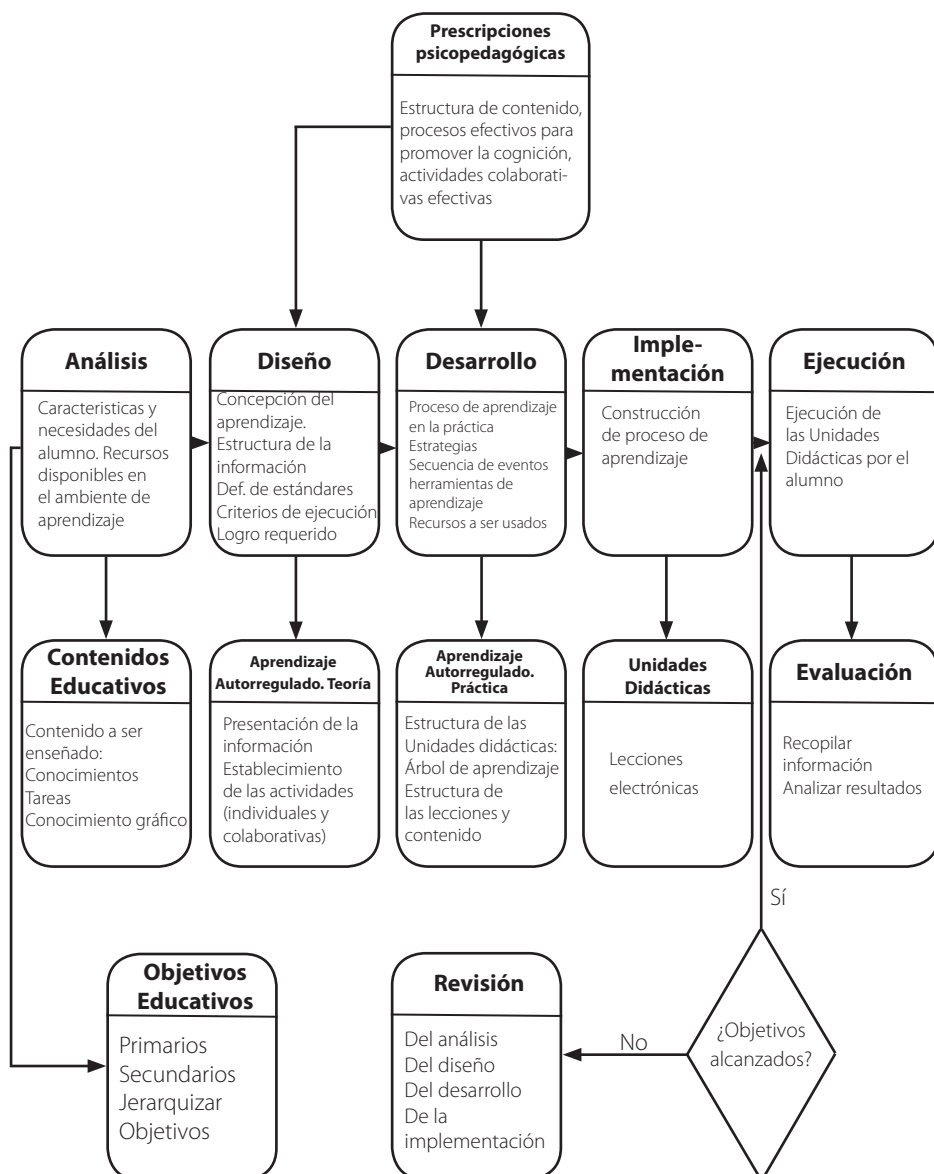 Prescripciones
psicopedagógicas
Estructura de contenido,
procesos efectivos para
promover la cognición,
actividades colaborati-
vas efectivas
Análisis
Caracteristicas y
necesidades del
alumno. Recursos
disponibles en
el ambiente de
aprendizaje
Diseño
Concepción del
aprendizaje.
Estructura de la
información
Def. de estándares
Criterios de ejecución
Logro requerido
Desarrollo
Proceso de aprendizaje
en la práctica
Estrategias
Secuencia de eventos
herramientas de
aprendizaje
Recursos a ser usados
Imple-
mentación
Construcción
de proceso de
aprendizaje
Ejecución
Ejecución de
las Unidades
Didácticas por el
alumno
Contenidos
Educativos
Contenido a ser
enseñado:
Conocimientos
Tareas
Conocimiento gráfico
Aprendizaje
Autorregulado. Teoría
Presentación de la
información
Establecimiento
de las actividades
(individuales y
colaborativas)
Aprendizaje
Autorregulado.
Práctica
Estructura de las
Unidades didácticas:
Árbol de aprendizaje
Estructura de
las lecciones y
contenido
Unidades
Didácticas
Lecciones
electrónicas
Evaluación
Recopilar
información
Analizar resultados
Sí
Objetivos
Educativos
Primarios
Secundarios
Jerarquizar
Objetivos
Revisión
Del análisis
Del diseño
Del desarrollo
De la
implementación
No
¿Objetivos
alcanzados?